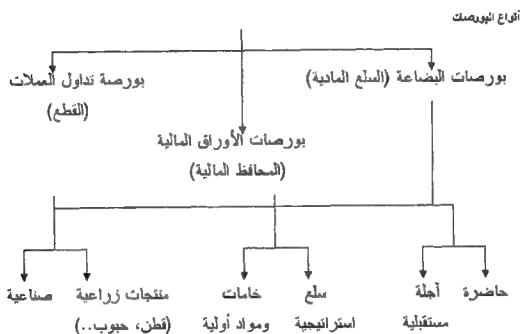 أنواع البورصات
بورصات البضاعة (السلع المادية)
بورصة تداول العملات
(القطع)
بورصات الأوراق المالية
(المحافظ المالية)
حاضرة
آجلة
مستقبلية
سلع
استراتيجية
خامات
ومواد أولية
منتجات زراعية
(قطن، حبوب..)
صناعية